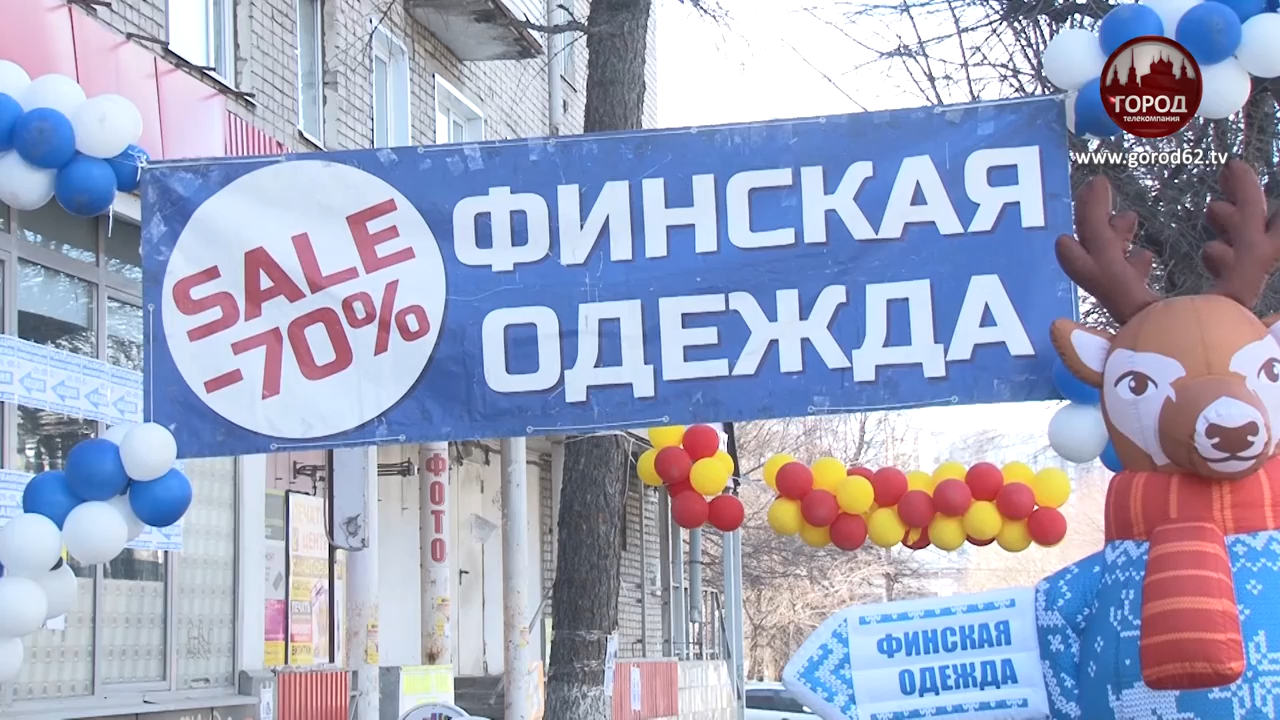 ГОРОД
телекомпания
www.gorod62.tv
SALE
-70%
ФИНСКАЯ
ОДЕЖДА
ФОТО
ФИНСКАЯ
ОДЕЖДА